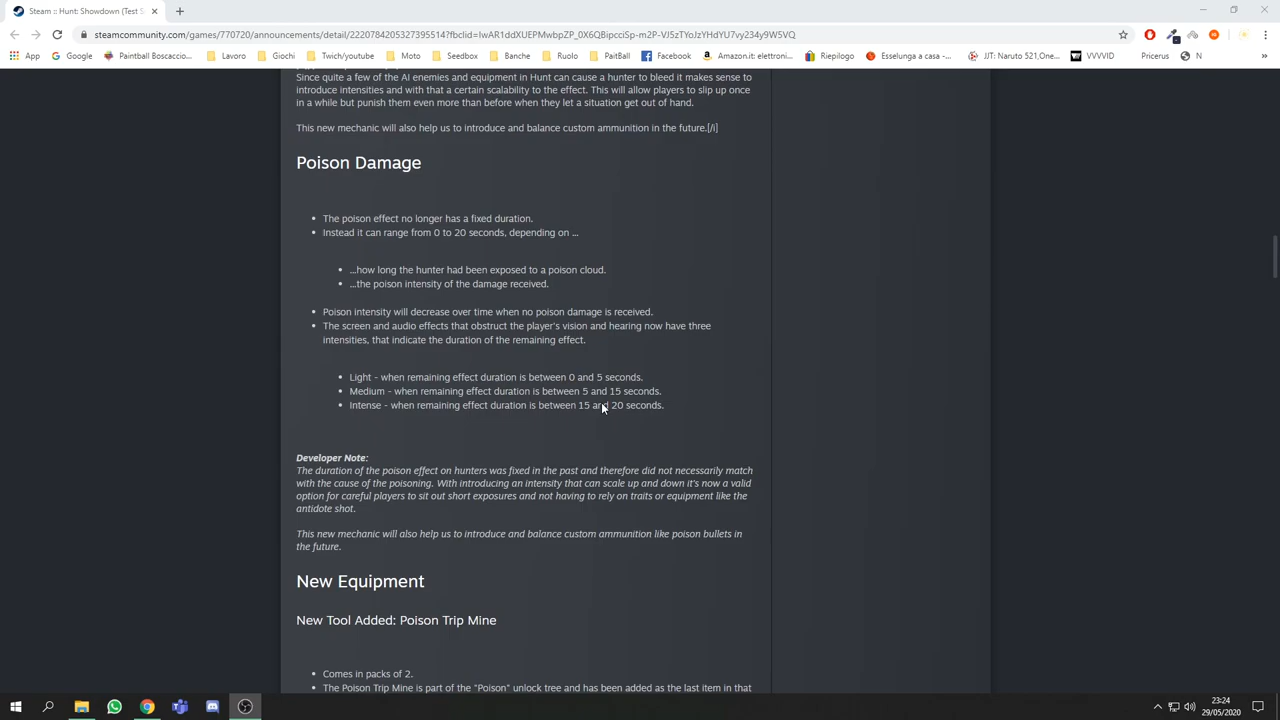 Steam :: Hunt: Showdown (Test S
steamcommunity.com/games/770720/announcements/detail/2220784205327395514?fbclid=IwAR1ddXUEPMwbpZP_0X6QBipcciSp-m2P-VJ5zTYoJzYHdYU7vy234y9W5VQ
App Google Paintball Boscaccio... Lavoro Giochi Twich/youtube Moto Seedbox Banche Ruolo PaitBall Facebook Amazon.it: elettroni... Riepilogo Esselunga a casa -... JJT: Naruto 521,One... VVVVID Pricerus N »
Since quite a few of the AI enemies and equipment in Hunt can cause a hunter to bleed it makes sense to
introduce intensities and with that a certain scalability to the effect. This will allow players to slip up once
in a while but punish them even more than before when they let a situation get out of hand.
This new mechanic will also help us to introduce and balance custom ammunition in the future.[/i]
Poison Damage
• The poison effect no longer has a fixed duration.
• Instead it can range from 0 to 20 seconds, depending on ...
• ...how long the hunter had been exposed to a poison cloud.
• ...the poison intensity of the damage received.
• Poison intensity will decrease over time when no poison damage is received.
• The screen and audio effects that obstruct the player's vision and hearing now have three
intensities, that indicate the duration of the remaining effect.
• Light - when remaining effect duration is between 0 and 5 seconds.
• Medium - when remaining effect duration is between 5 and 15 seconds.
• Intense - when remaining effect duration is between 15 and 20 seconds.
Developer Note:
The duration of the poison effect on hunters was fixed in the past and therefore did not necessarily match
with the cause of the poisoning. With introducing an intensity that can scale up and down it's now a valid
option for careful players to sit out short exposures and not having to rely on traits or equipment like the
antidote shot.
This new mechanic will also help us to introduce and balance custom ammunition like poison bullets in
the future.
New Equipment
New Tool Added: Poison Trip Mine
• Comes in packs of 2.
• The Poison Trip Mine is part of the "Poison" unlock tree and has been added as the last item in that
23:24
29/05/2020